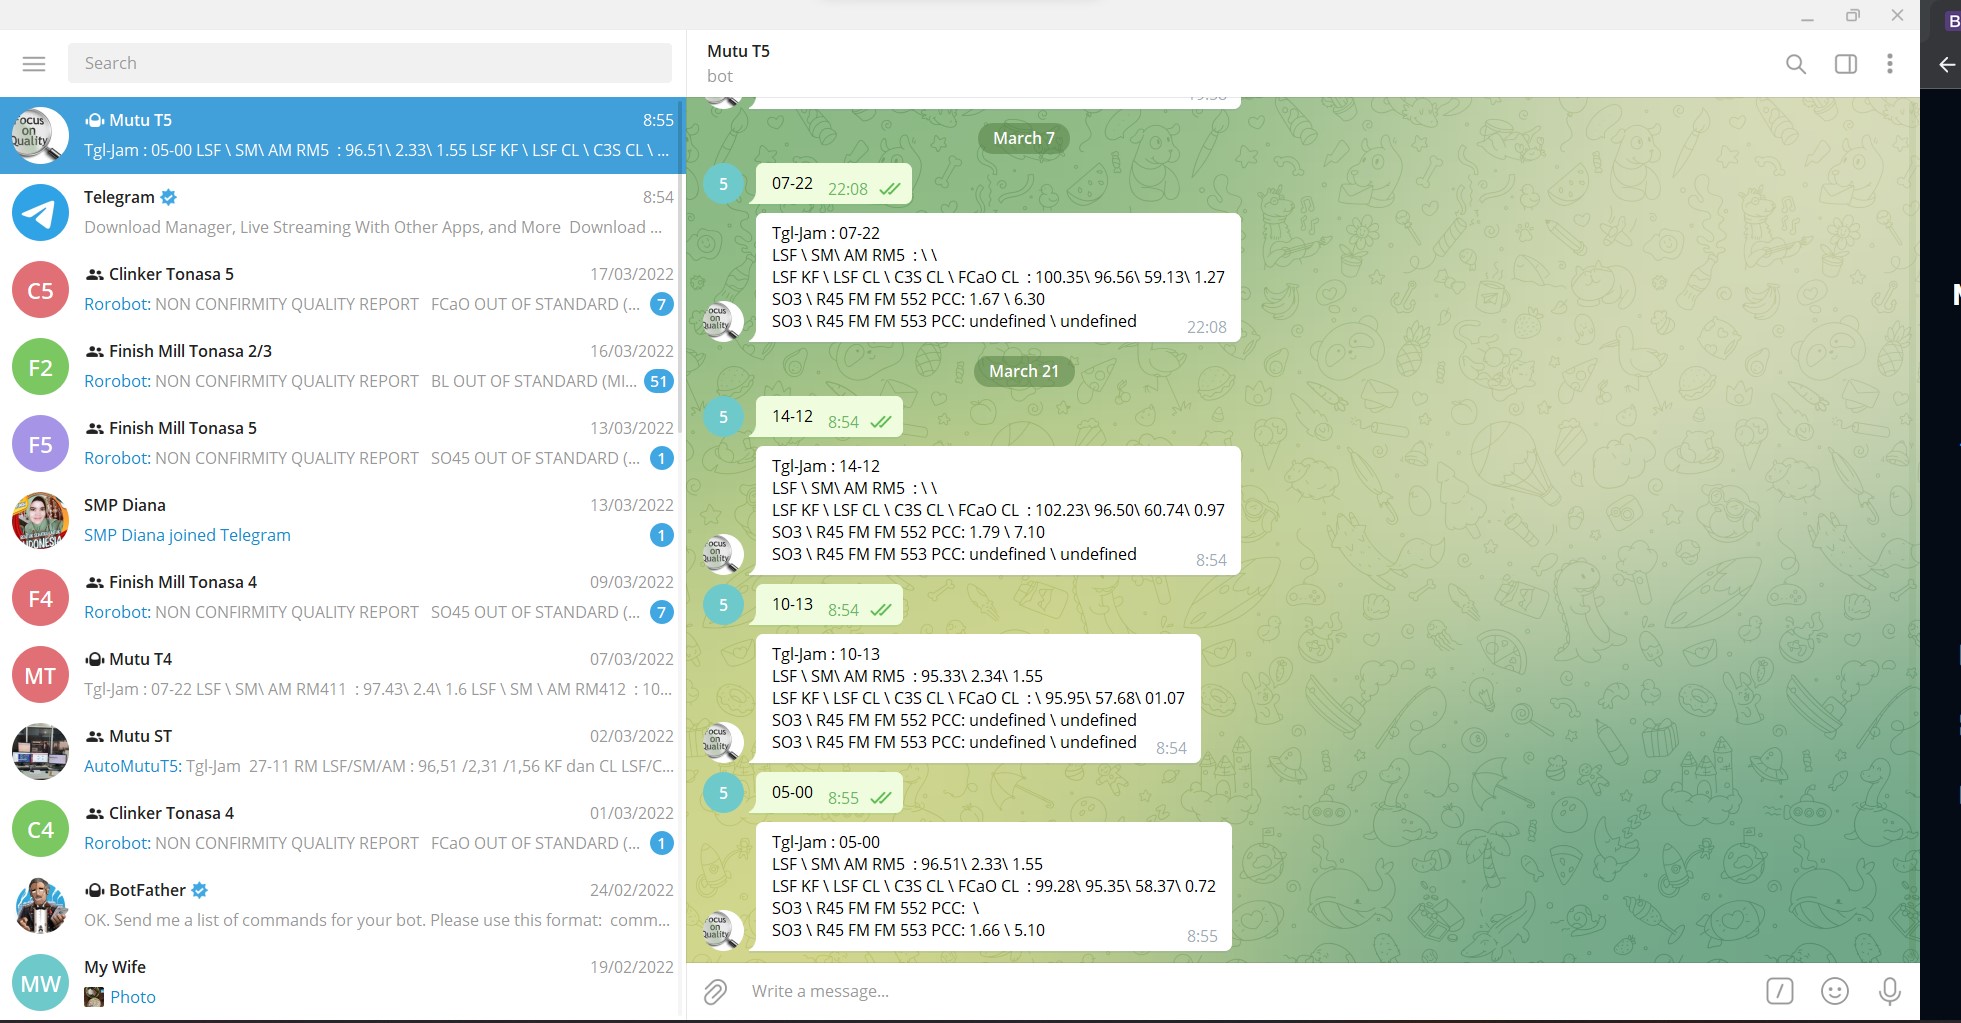 Search
Mutu T5
8:55
Tgl-Jam : 05-00 LSF \ SM\ AM RM5 : 96.51\ 2.33\ 1.55 LSF KF \ LSF CL \ C3S CL \ ...
Telegram
8:54
Download Manager, Live Streaming With Other Apps, and More Download ...
C5
Clinker Tonasa 5
17/03/2022
Rorobot: NON CONFIRMITY QUALITY REPORT FCaO OUT OF STANDARD (...
7
F2
Finish Mill Tonasa 2/3
16/03/2022
Rorobot: NON CONFIRMITY QUALITY REPORT BL OUT OF STANDARD (MI...
51
F5
Finish Mill Tonasa 5
13/03/2022
Rorobot: NON CONFIRMITY QUALITY REPORT SO45 OUT OF STANDARD (...
1
SMP Diana
13/03/2022
SMP Diana joined Telegram
1
F4
Finish Mill Tonasa 4
09/03/2022
Rorobot: NON CONFIRMITY QUALITY REPORT SO45 OUT OF STANDARD (...
7
MT
Mutu T4
07/03/2022
Tgl-Jam : 07-22 LSF \ SM\ AM RM411 : 97.43\ 2.4\ 1.6 LSF \ SM \ AM RM412 : 10...
Mutu ST
02/03/2022
AutoMutuT5: Tgl-Jam 27-11 RM LSF/SM/AM : 96,51 /2,31 /1,56 KF dan CL LSF/C...
C4
Clinker Tonasa 4
01/03/2022
Rorobot: NON CONFIRMITY QUALITY REPORT FCaO OUT OF STANDARD (...
1
BotFather
24/02/2022
OK. Send me a list of commands for your bot. Please use this format: comm...
MW
My Wife
19/02/2022
Photo
Mutu T5
bot
March 7
5
07-22 22:08
Tgl-Jam : 07-22
LSF \ SM\ AM RM5 : \ \
LSF KF \ LSF CL \ C3S CL \ FCaO CL : 100.35\ 96.56\ 59.13\ 1.27
SO3 \ R45 FM FM 552 PCC: 1.67 \ 6.30
SO3 \ R45 FM FM 553 PCC: undefined \ undefined
22:08
March 21
5
14-12 8:54
Tgl-Jam : 14-12
LSF \ SM\ AM RM5 : \ \
LSF KF \ LSF CL \ C3S CL \ FCaO CL : 102.23\ 96.50\ 60.74\ 0.97
SO3 \ R45 FM FM 552 PCC: 1.79 \ 7.10
SO3 \ R45 FM FM 553 PCC: undefined \ undefined
8:54
5
10-13 8:54
Tgl-Jam : 10-13
LSF \ SM\ AM RM5 : 95.33\ 2.34\ 1.55
LSF KF \ LSF CL \ C3S CL \ FCaO CL : \ 95.95\ 57.68\ 01.07
SO3 \ R45 FM FM 552 PCC: undefined \ undefined
SO3 \ R45 FM FM 553 PCC: undefined \ undefined
8:54
5
05-00 8:55
Tgl-Jam : 05-00
LSF \ SM\ AM RM5 : 96.51\ 2.33\ 1.55
LSF KF \ LSF CL \ C3S CL \ FCaO CL : 99.28\ 95.35\ 58.37\ 0.72
SO3 \ R45 FM FM 552 PCC: \
SO3 \ R45 FM FM 553 PCC: 1.66 \ 5.10
8:55
Write a message...